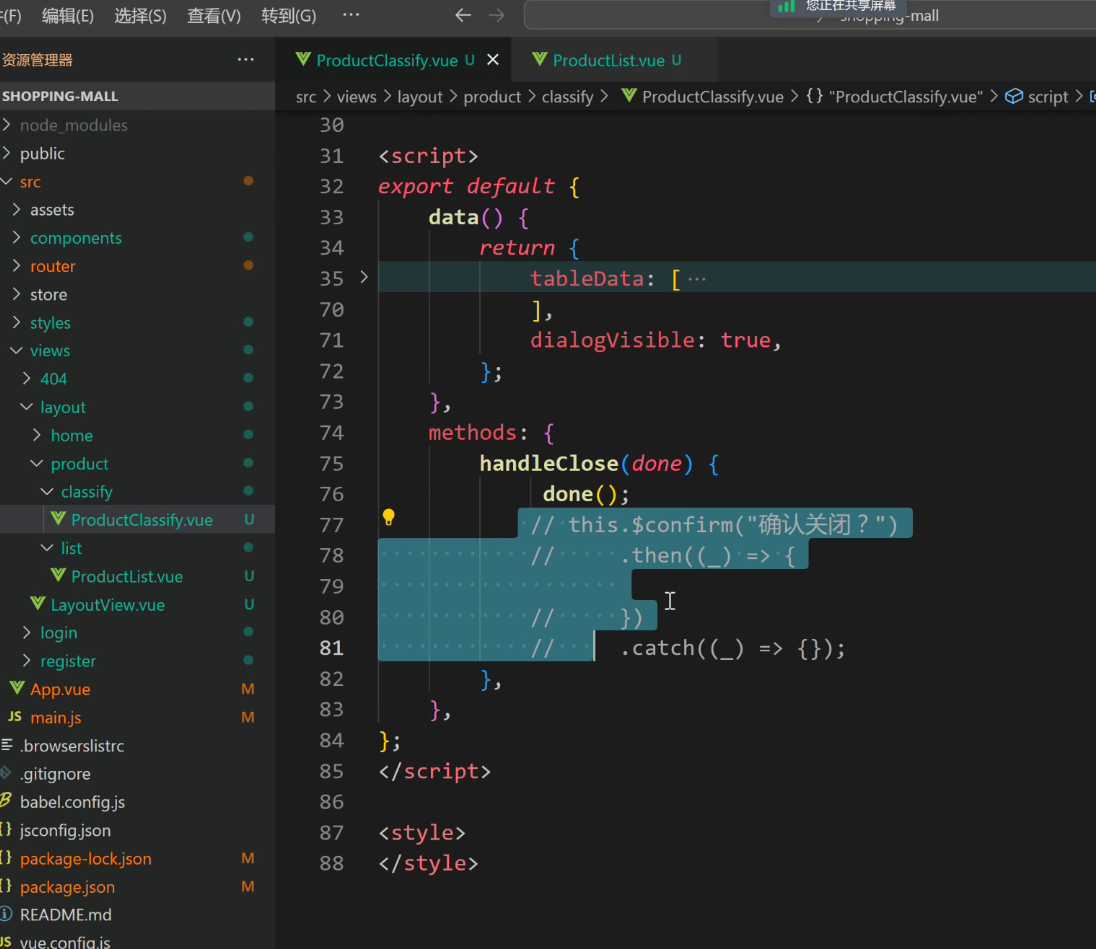 (F) 编辑(E) 选择(S) 查看(V) 转到(G) ···
您正在共享屏幕
shopping-mall
资源管理器
SHOPPING-MALL
node_modules
public
src
assets
components
router
store
styles
views
404
layout
home
product
classify
ProductClassify.vue U
list
ProductList.vue U
LayoutView.vue U
login
register
App.vue M
JS main.js M
.browserslistrc
.gitignore
babel.config.js
{} jsconfig.json
{} package-lock.json M
{} package.json M
README.md
JS vue.config.js
ProductClassify.vue U ×
ProductList.vue U
src > views > layout > product > classify > ProductClassify.vue > {} "ProductClassify.vue" > script >
30
31 <script>
32 export default {
33 data() {
34 return {
35 tableData: [ ···
70 ],
71 dialogVisible: true,
72 };
73 },
74 methods: {
75 handleClose(done) {
76 done();
77 // this.$confirm("确认关闭？")
78 // .then((_) => {
79
80 // })
81 // .catch((_) => {});
82 },
83 },
84 };
85 </script>
86
87 <style>
88 </style>